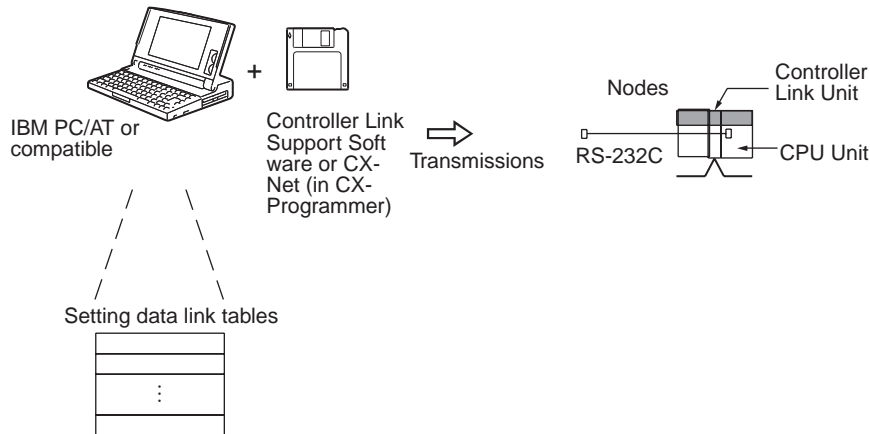 IBM PC/AT or
compatible
+
Controller Link
Support Soft
ware or CX-
Net (in CX-
Programmer)
Transmissions
Nodes
Controller
Link Unit
RS-232C
CPU Unit
Setting data link tables